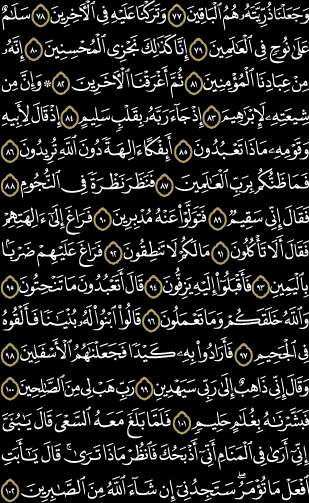 وَجَعَلْنَا ذُرِّيَّتَهُۥ هُمُ ٱلْبَاقِينَ ٧٧ وَتَرَكْنَا عَلَيْهِ فِى ٱلْءَاخِرِينَ ٧٨ سَلَٰمٌ
عَلَىٰ نُوحٍ فِى ٱلْعَٰلَمِينَ ٧٩ إِنَّا كَذَٰلِكَ نَجْزِى ٱلْمُحْسِنِينَ ٨٠ إِنَّهُۥ
مِنْ عِبَادِنَا ٱلْمُؤْمِنِينَ ٨١ ثُمَّ أَغْرَقْنَا ٱلْءَاخَرِينَ ٨٢ ۞ وَإِنَّ مِن
شِيعَتِهِۦ لَإِبْرَٰهِيمَ ٨٣ إِذْ جَآءَ رَبَّهُۥ بِقَلْبٍ سَلِيمٍ ٨٤ إِذْ قَالَ لِأَبِيهِ
وَقَوْمِهِۦ مَاذَا تَعْبُدُونَ ٨٥ أَئِفْكًا ءَالِهَةً دُونَ ٱللَّهِ تُرِيدُونَ ٨٦
فَمَا ظَنُّكُم بِرَبِّ ٱلْعَٰلَمِينَ ٨٧ فَنَظَرَ نَظْرَةً فِى ٱلنُّجُومِ ٨٨
فَقَالَ إِنِّى سَقِيمٌ ٨٩ فَتَوَلَّوْا۟ عَنْهُ مُدْبِرِينَ ٩٠ فَرَاغَ إِلَىٰٓ ءَالِهَتِهِمْ
فَقَالَ أَلَا تَأْكُلُونَ ٩١ مَا لَكُمْ لَا تَنطِقُونَ ٩٢ فَرَاغَ عَلَيْهِمْ ضَرْبًۢا
بِٱلْيَمِينِ ٩٣ فَأَقْبَلُوٓا۟ إِلَيْهِ يَزِفُّونَ ٩٤ قَالَ أَتَعْبُدُونَ مَا تَنْحِتُونَ ٩٥
وَٱللَّهُ خَلَقَكُمْ وَمَا تَعْمَلُونَ ٩٦ قَالُوا۟ ٱبْنُوا۟ لَهُۥ بُنْيَٰنًا فَأَلْقُوهُ
فِى ٱلْجَحِيمِ ٩٧ فَأَرَادُوا۟ بِهِۦ كَيْدًا فَجَعَلْنَٰهُمُ ٱلْأَسْفَلِينَ ٩٨
وَقَالَ إِنِّى ذَاهِبٌ إِلَىٰ رَبِّى سَيَهْدِينِ ٩٩ رَبِّ هَبْ لِى مِنَ ٱلصَّٰلِحِينَ ١٠٠
فَبَشَّرْنَٰهُ بِغُلَٰمٍ حَلِيمٍ ١٠١ فَلَمَّا بَلَغَ مَعَهُ ٱلسَّعْىَ قَالَ يَٰبُنَىَّ
إِنِّىٓ أَرَىٰ فِى ٱلْمَنَامِ أَنِّىٓ أَذْبَحُكَ فَٱنظُرْ مَاذَا تَرَىٰ ۚ قَالَ يَٰٓأَبَتِ
ٱفْعَلْ مَا تُؤْمَرُ ۖ سَتَجِدُنِىٓ إِن شَآءَ ٱللَّهُ مِنَ ٱلصَّٰبِرِينَ ١٠٢